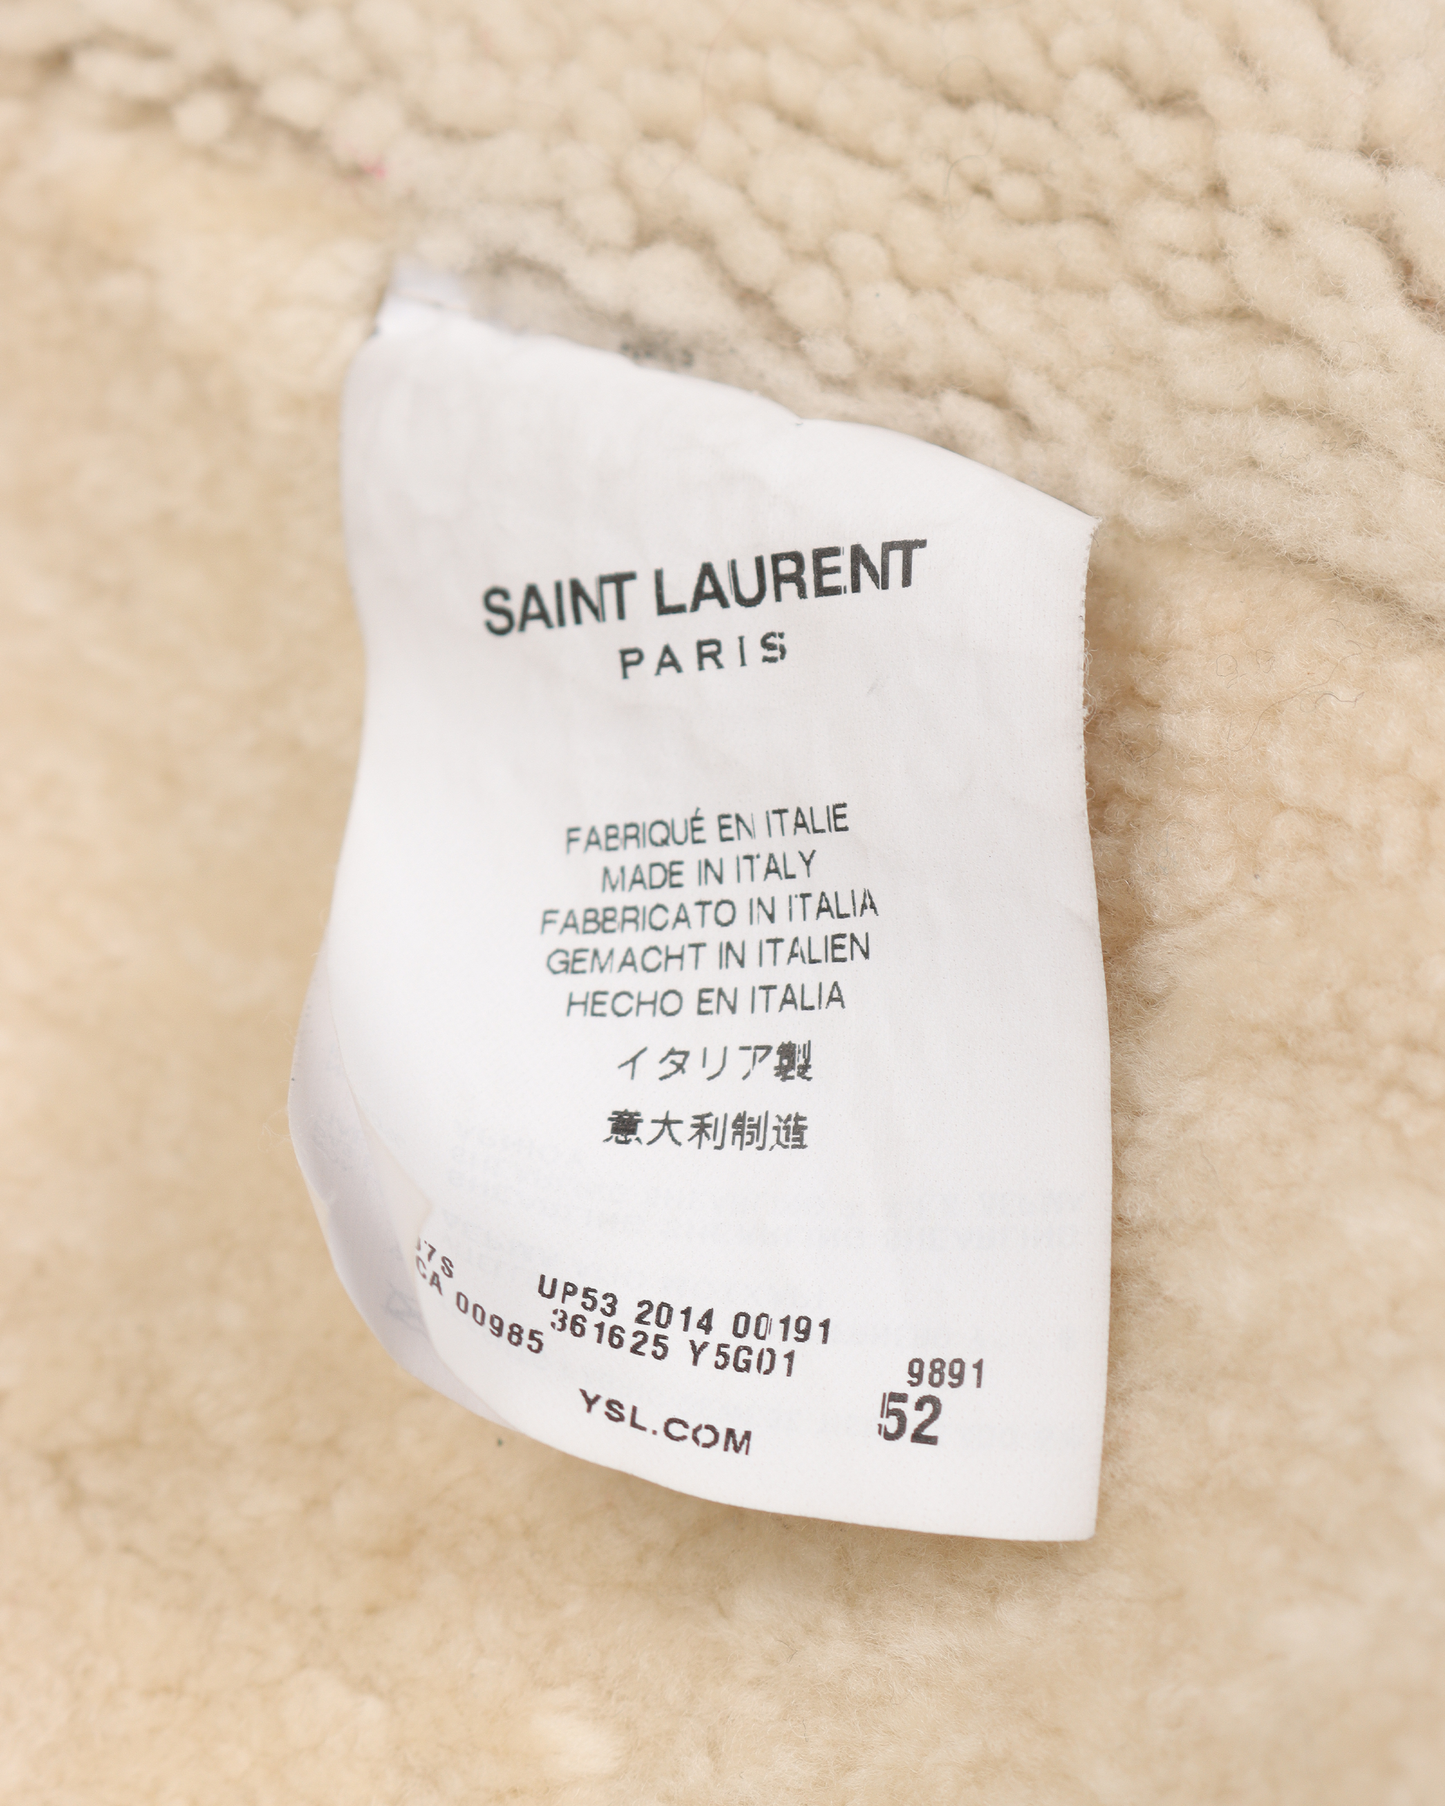 SAINT LAURENT
PARIS
FABRIQUÉ EN ITALIE
MADE IN ITALY
FABBRICATO IN ITALIA
GEMACHT IN ITALIEN
HECHO EN ITALIA
イタリア製
意大利制造
UP53 2014 00191
CA 00985 361625 Y5G01 9891
YSL.COM 52